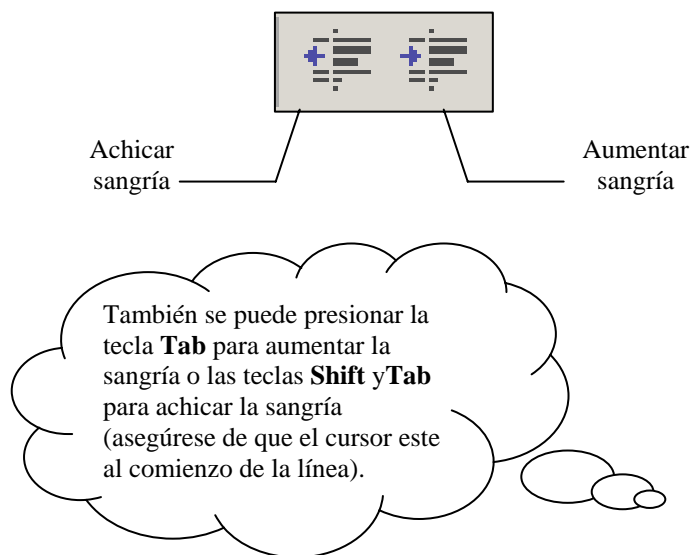 Achicar
sangría
Aumentar
sangría
También se puede presionar la
tecla Tab para aumentar la
sangría o las teclas Shift yTab
para achicar la sangría
(asegúrese de que el cursor este
al comienzo de la línea).